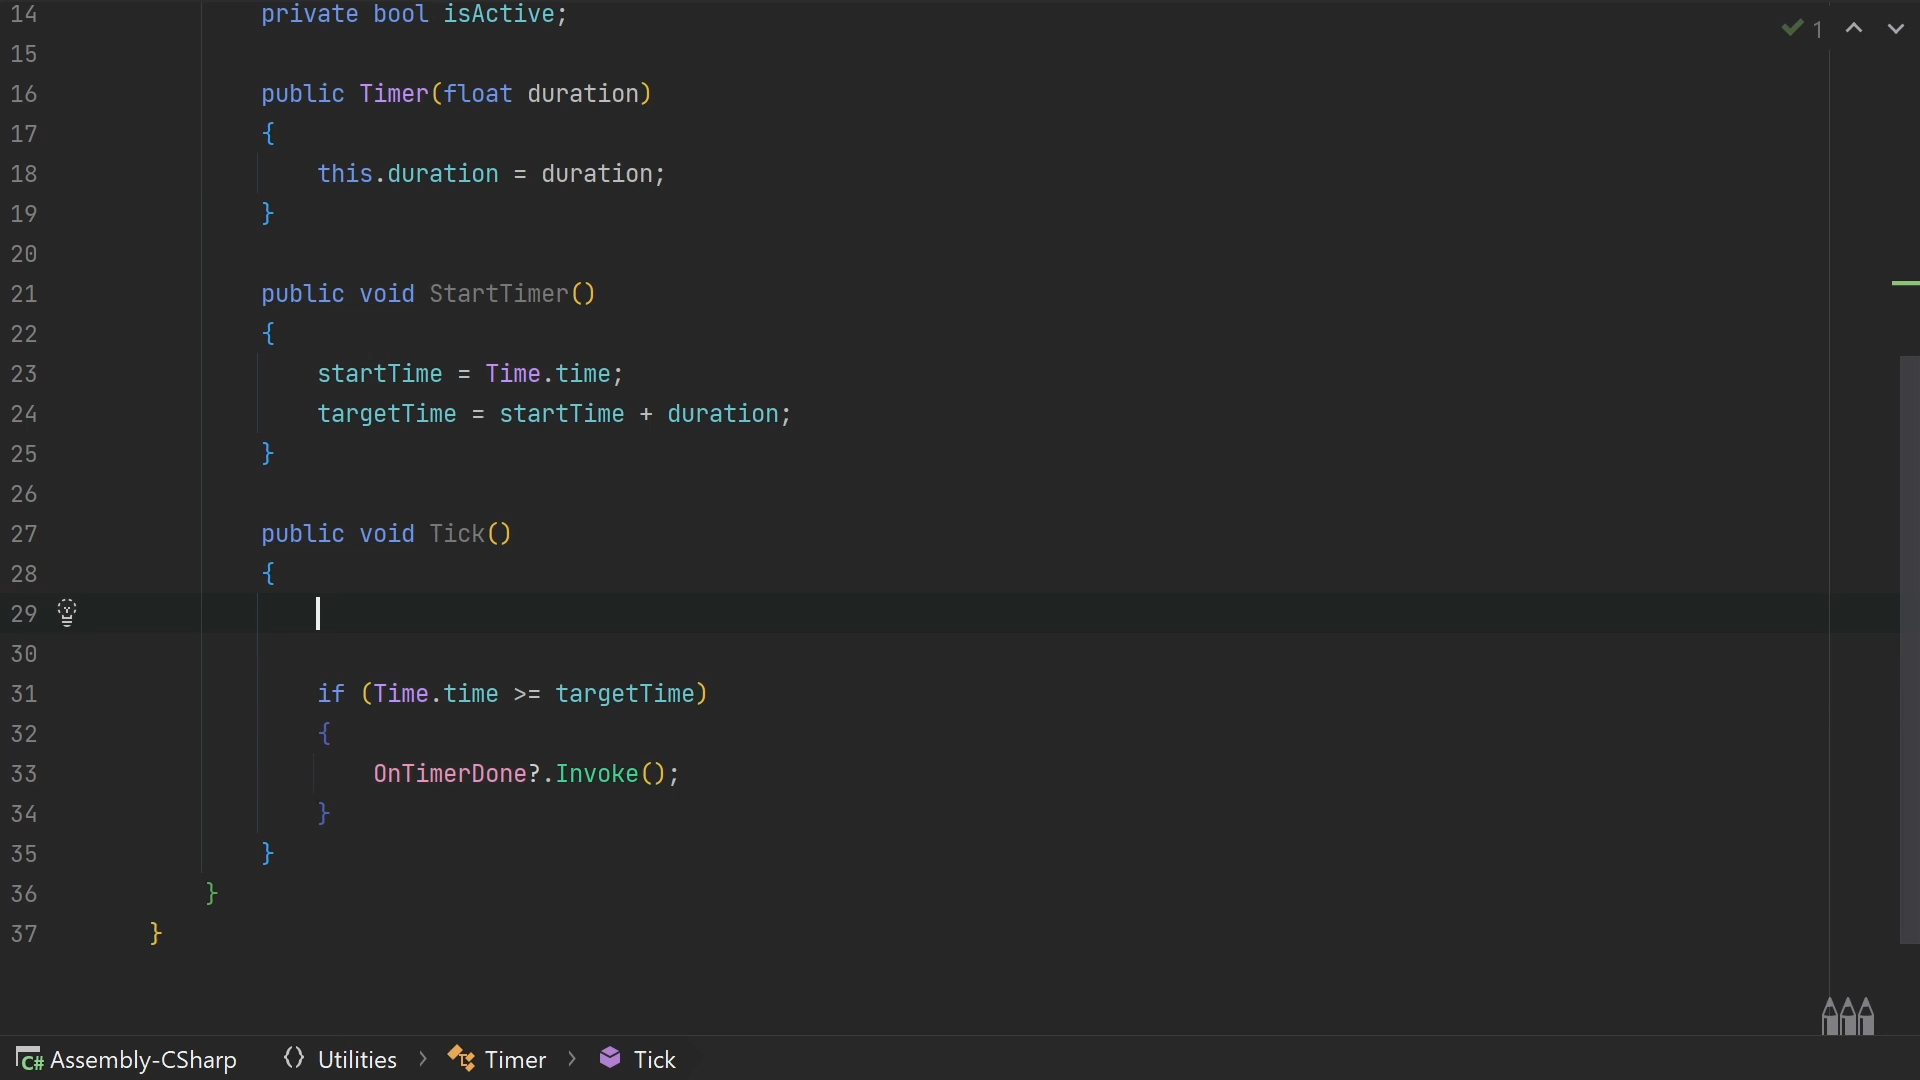 14 private bool isActive;
1
15
16 public Timer(float duration)
17 {
18 this.duration = duration;
19 }
20
21 public void StartTimer()
22 {
23 startTime = Time.time;
24 targetTime = startTime + duration;
25 }
26
27 public void Tick()
28 {
29
30
31 if (Time.time >= targetTime)
32 {
33 OnTimerDone?.Invoke();
34 }
35 }
36 }
37 }
C# Assembly-CSharp {} Utilities > Timer > Tick